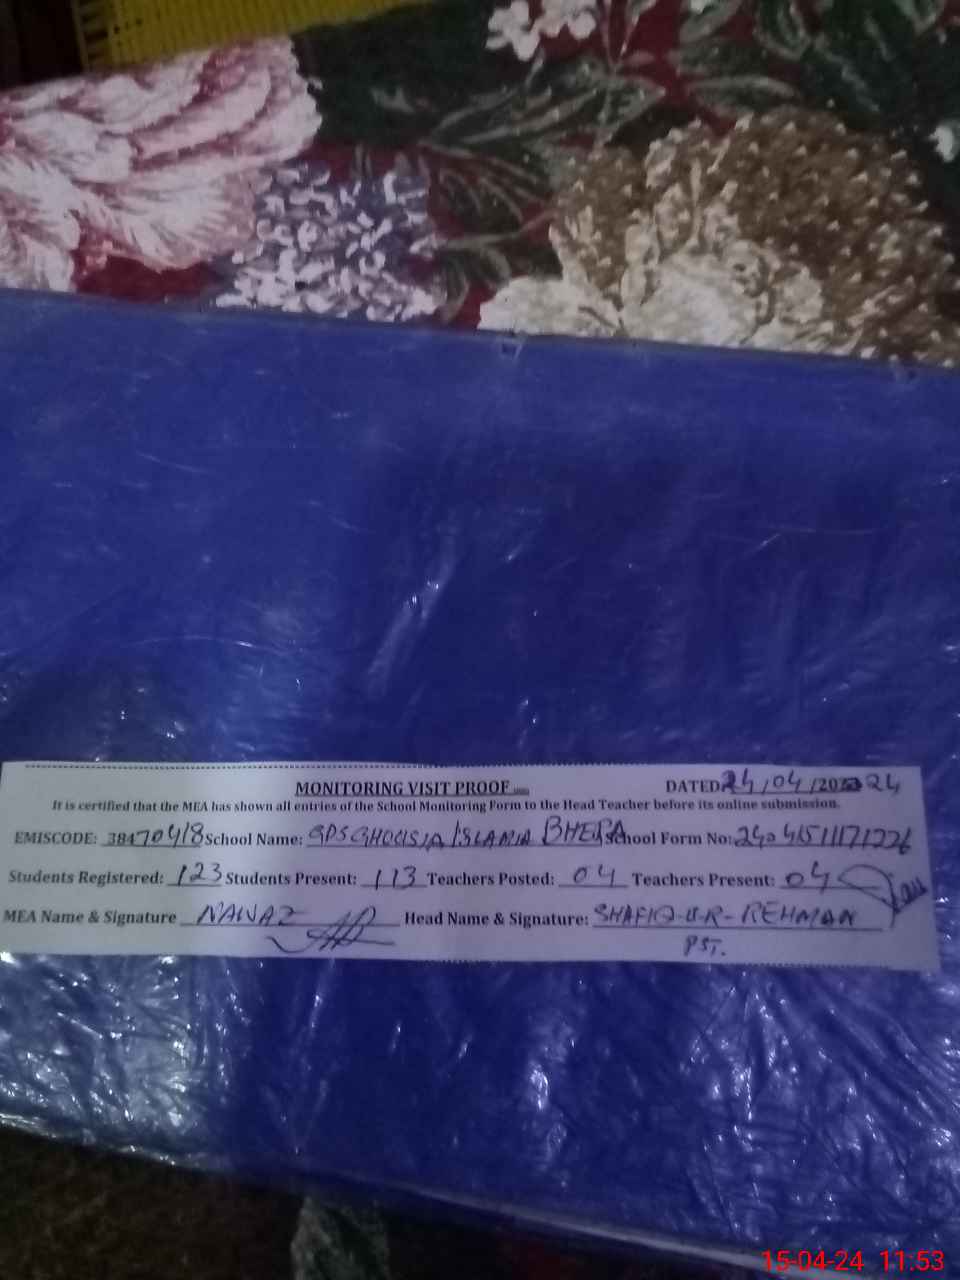 MONITORING VISIT PROOF
DATED 24/04/2024
It is certified that the MEA has shown all entries of the School Monitoring Form to the Head Teacher before its online submission.
EMISCODE: 38470418 School Name: GPS GHOUSIA ISLAMIA BHERA School Form No: 240415111171226
Students Registered: 123 Students Present: 113 Teachers Posted: 04 Teachers Present: 04
MEA Name & Signature NAWAZ Head Name & Signature: SHAFIQ-U-R-REHMAN
PST.
15-04-24 11:53